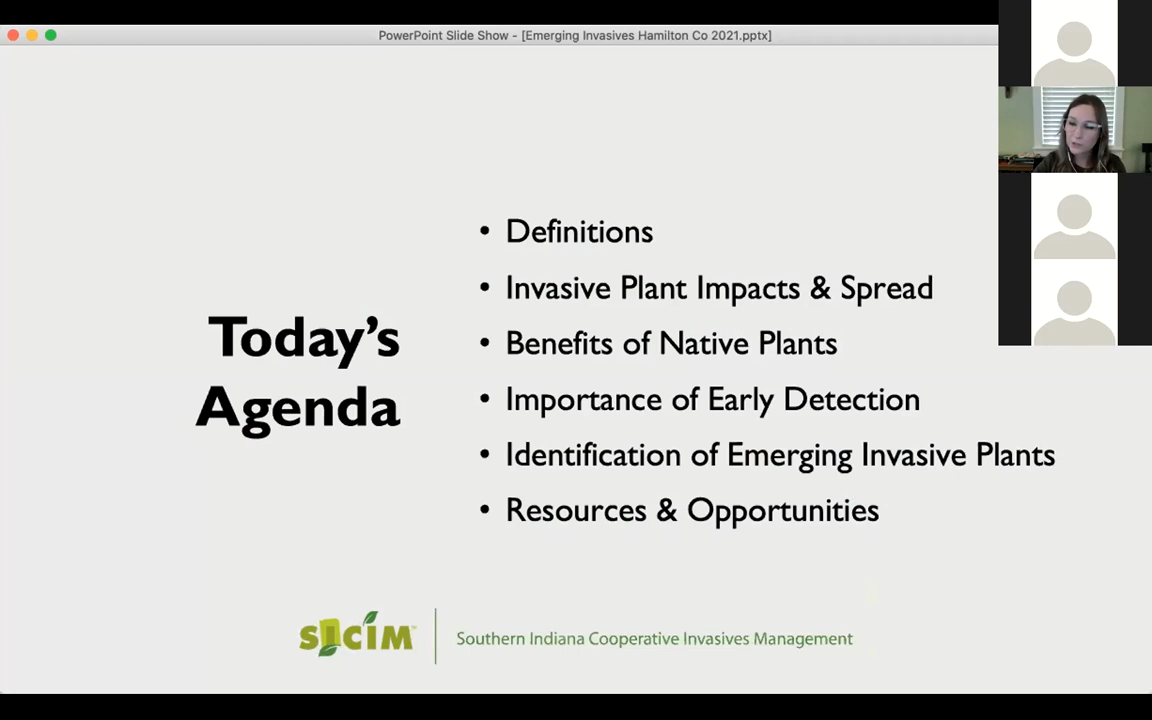 PowerPoint Slide Show - [Emerging Invasives Hamilton Co 2021.pptx]
Today's
Agenda
• Definitions
• Invasive Plant Impacts & Spread
• Benefits of Native Plants
• Importance of Early Detection
• Identification of Emerging Invasive Plants
• Resources & Opportunities
SICIM™
Southern Indiana Cooperative Invasives Management